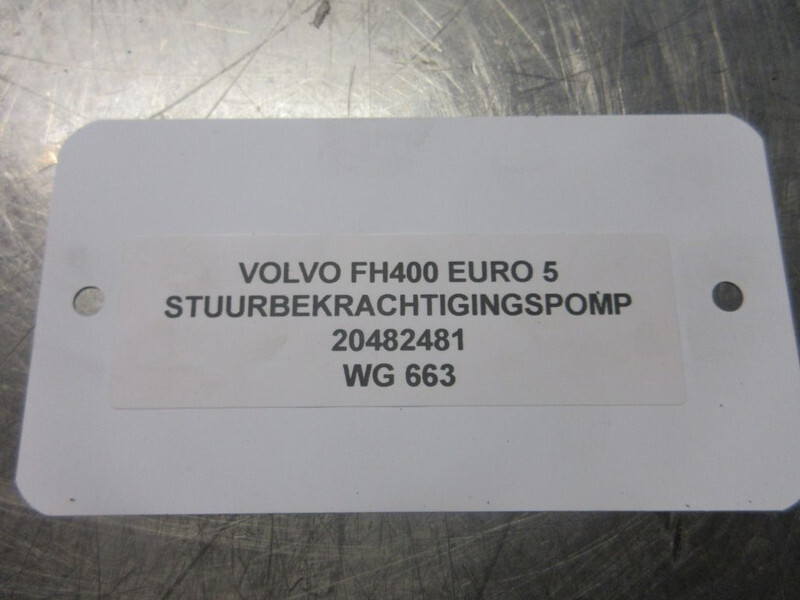 VOLVO FH400 EURO 5
STUURBEKRACHTIGINGSPOMP
20482481
WG 663